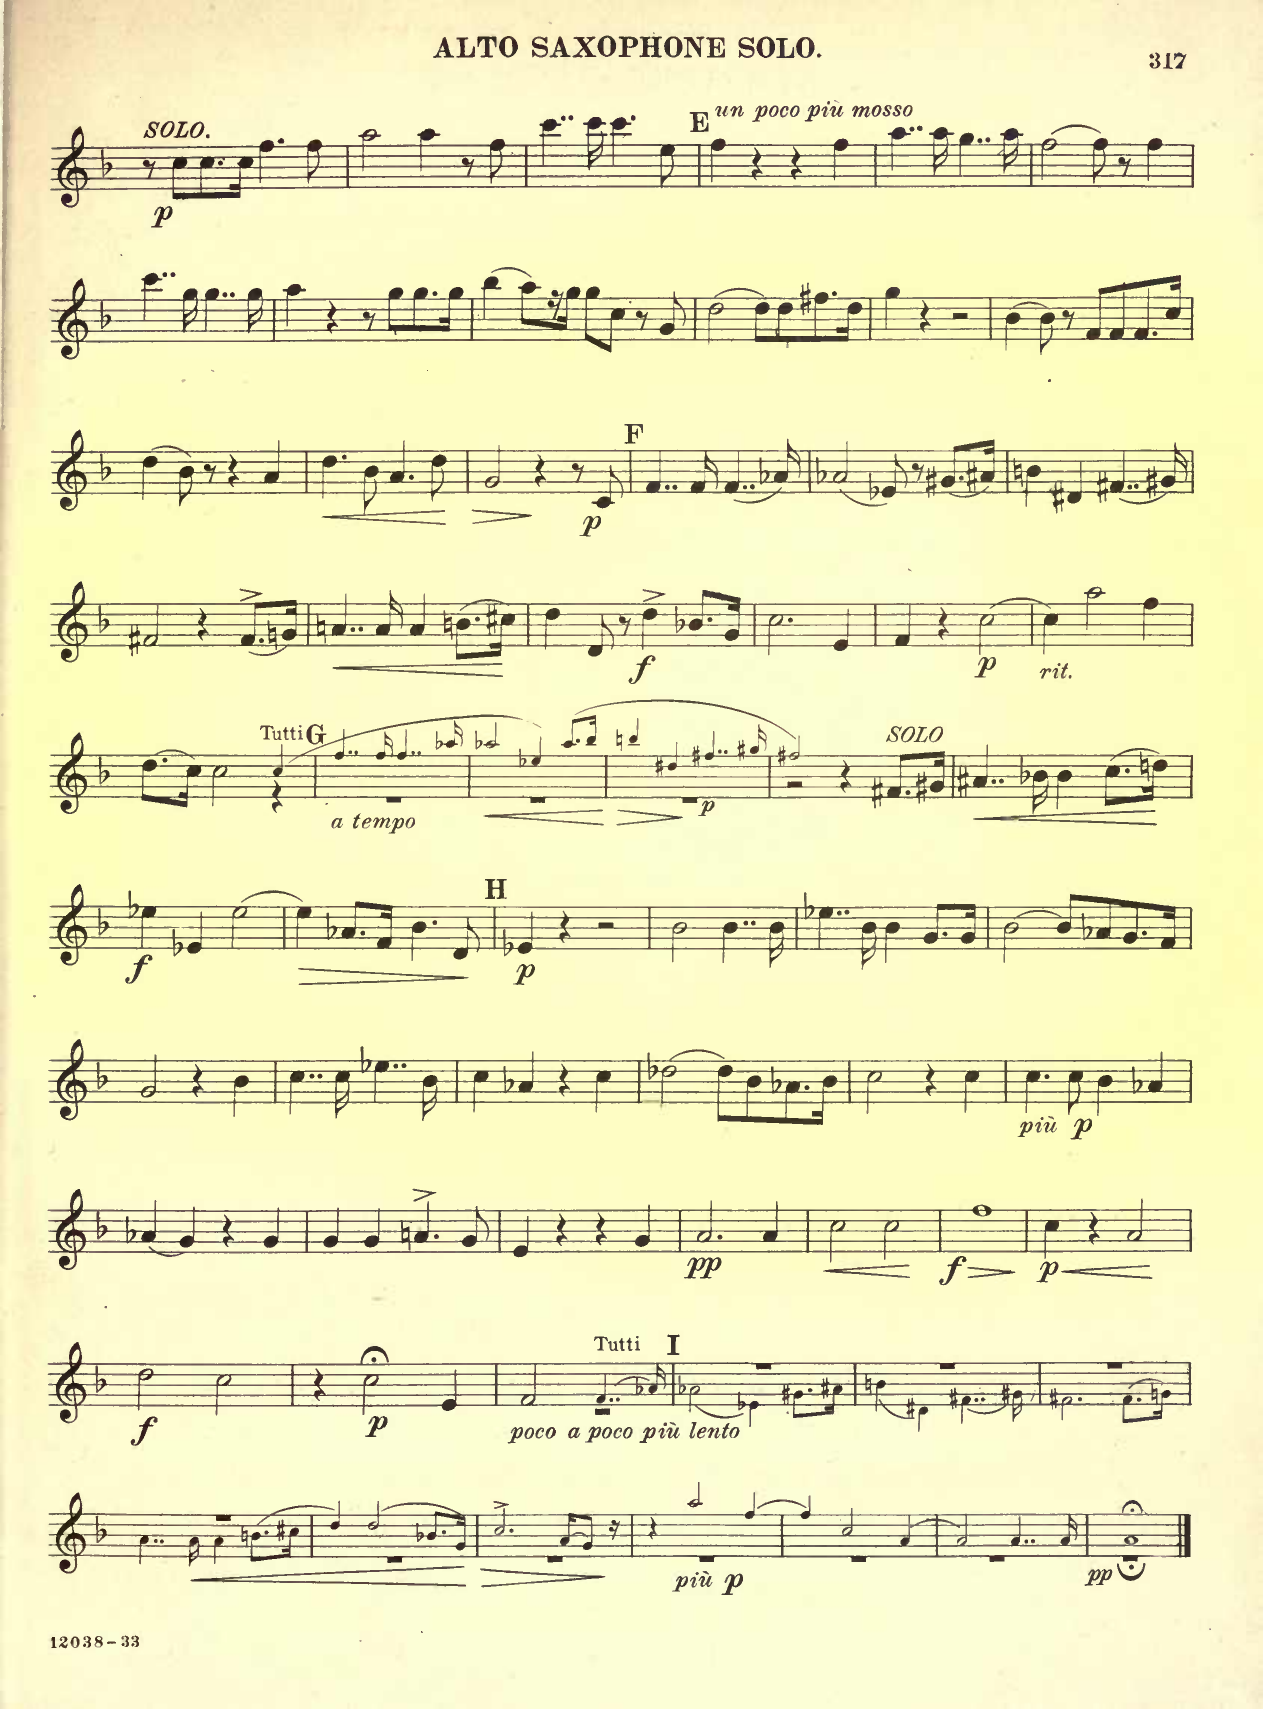 ALTO SAXOPHONE SOLO.
317
SOLO.
E un poco più mosso
p
F
p
f
p
rit.
Tutti G
SOLO
p
a tempo
H
f
p
più p
pp
f
p
Tutti I
f
p
poco a poco più lento
più p
pp
12038-33